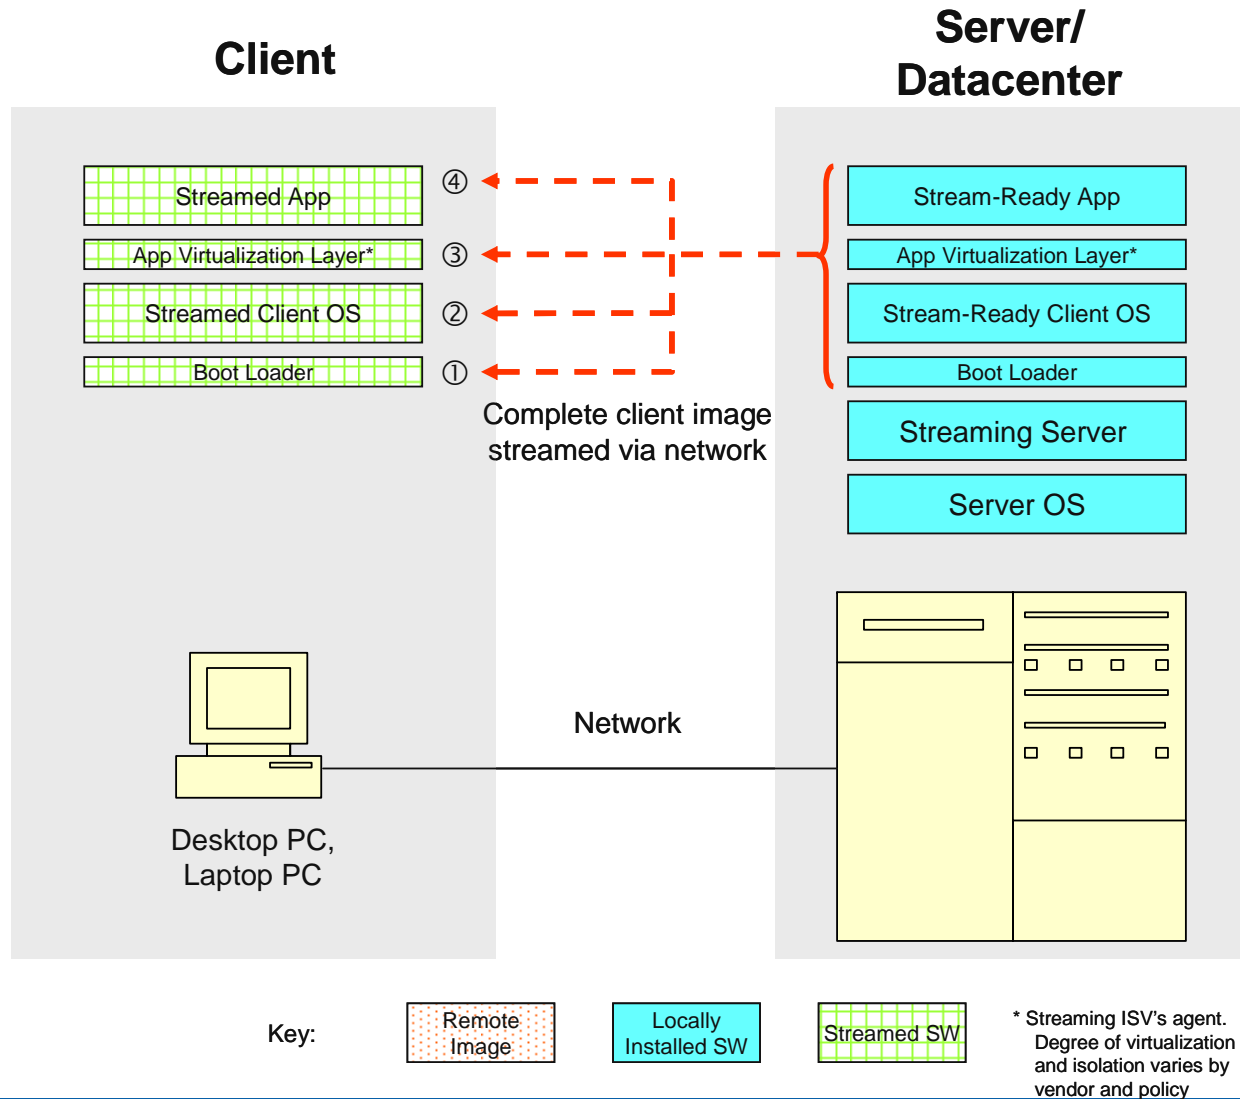 Client
Server/
Datacenter
Streamed App
④
Stream-Ready App
App Virtualization Layer*
③
App Virtualization Layer*
Streamed Client OS
②
Stream-Ready Client OS
Boot Loader
①
Boot Loader
Complete client image
streamed via network
Streaming Server
Server OS
Network
Desktop PC,
Laptop PC
Key:
Remote
Image
Locally
Installed SW
Streamed SW
* Streaming ISV's agent.
Degree of virtualization
and isolation varies by
vendor and policy